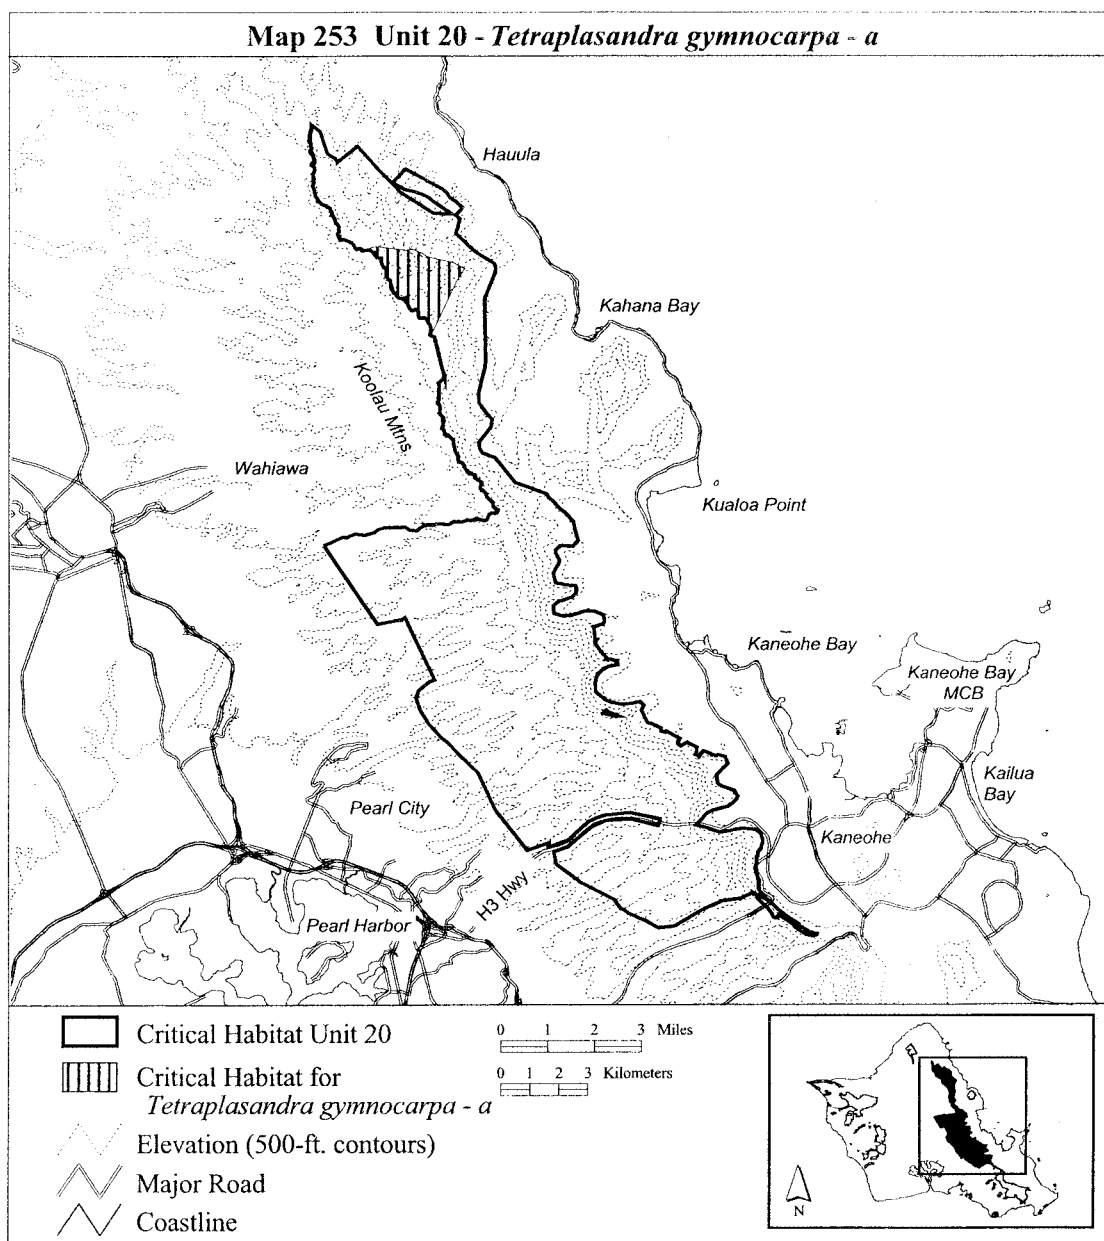 Map 253 Unit 20 - Tetraplasandra gymnocarpa - a
Hauula
Kahana Bay
Koolau Mtns
Wahiawa
Kualoa Point
Kaneohe Bay
Kaneohe Bay
MCB
Kailua
Bay
Pearl City
Kaneohe
H3 Hwy
Pearl Harbor
Critical Habitat Unit 20
Critical Habitat for
Tetraplasandra gymnocarpa - a
Elevation (500-ft. contours)
Major Road
Coastline
0 1 2 3 Miles
0 1 2 3 Kilometers
N